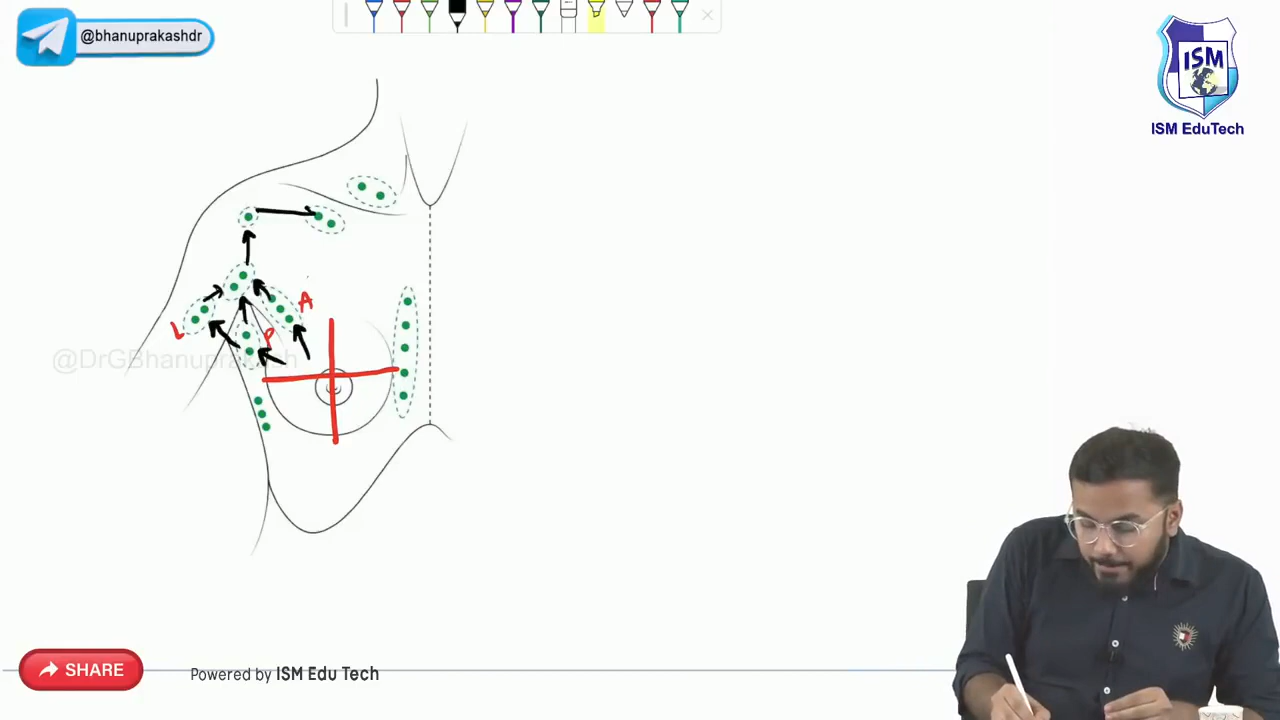 @bhanuprakashdr
ISM
ISM EduTech
A
L
P
@DrGBhanuprakash
SHARE
Powered by ISM Edu Tech